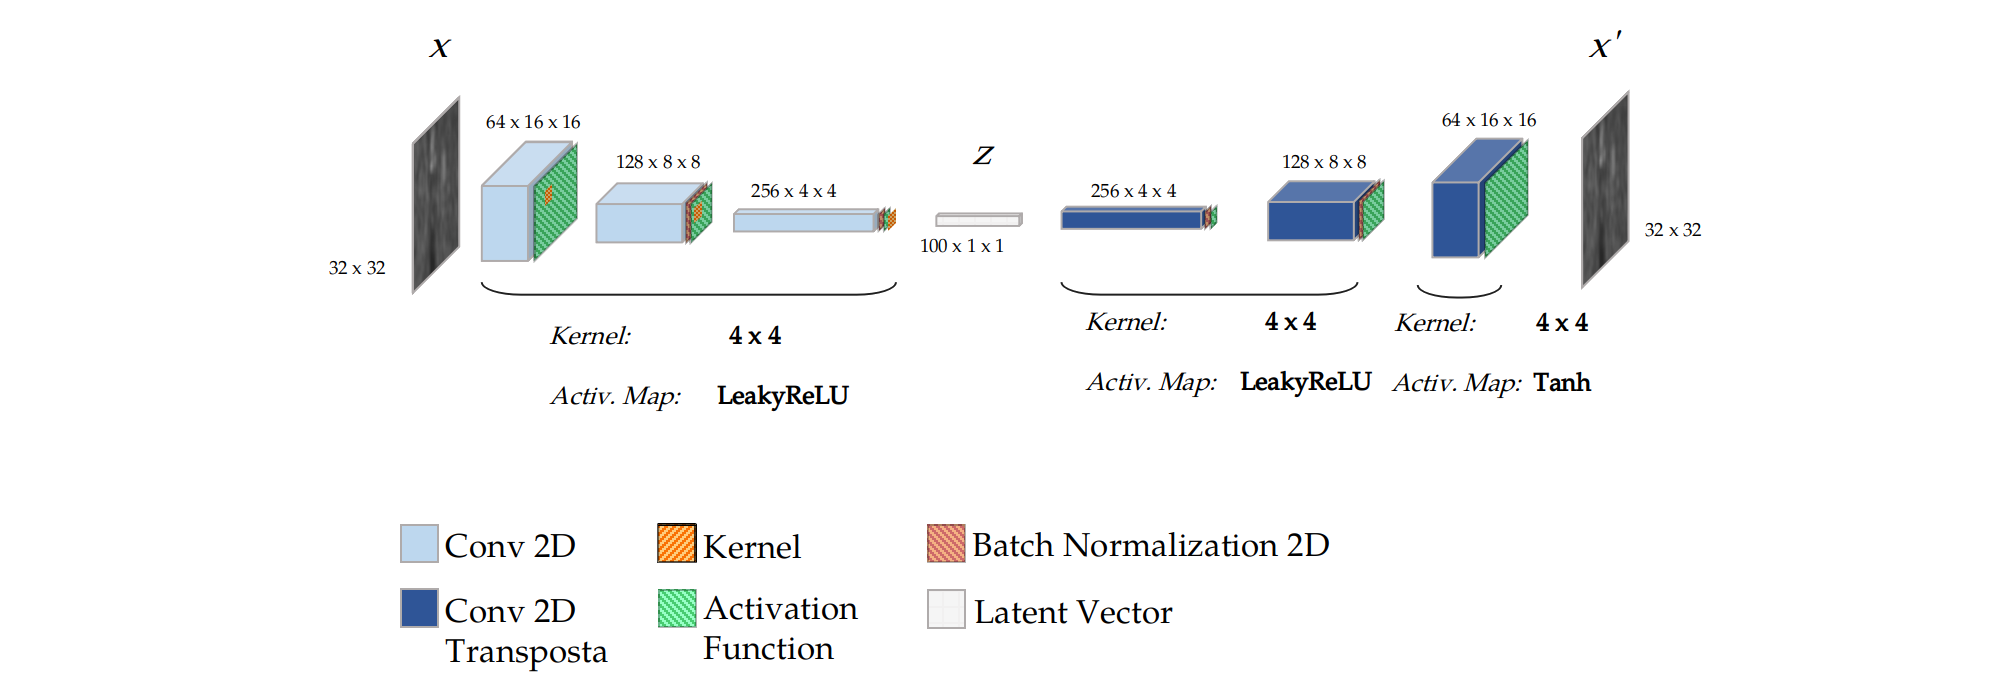 x
x′
64 x 16 x 16
64 x 16 x 16
128 x 8 x 8
z
128 x 8 x 8
256 x 4 x 4
256 x 4 x 4
100 x 1 x 1
32 x 32
32 x 32
Kernel: 4 x 4
Activ. Map: LeakyReLU
Kernel: 4 x 4
Activ. Map: LeakyReLU
Kernel: 4 x 4
Activ. Map: Tanh
Conv 2D
Kernel
Batch Normalization 2D
Conv 2D
Transposta
Activation
Function
Latent Vector